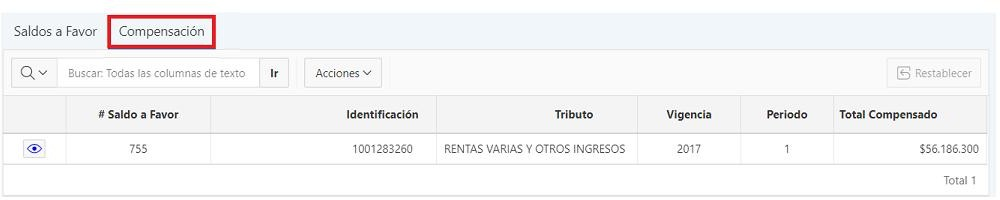 Saldos a Favor Compensación
Buscar: Todas las columnas de texto Ir Acciones Restablecer
# Saldo a Favor Identificación Tributo Vigencia Periodo Total Compensado
755 1001283260 RENTAS VARIAS Y OTROS INGRESOS 2017 1 $56.186.300
Total 1